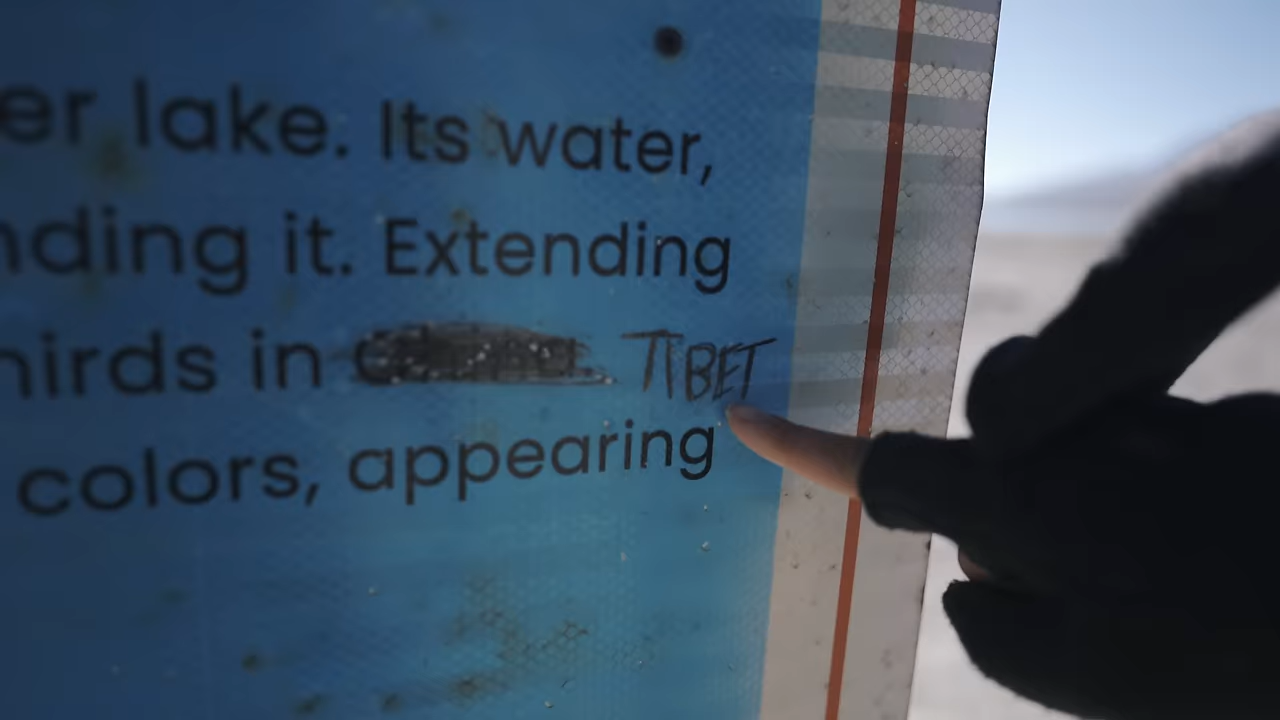 er lake. Its water,
nding it. Extending
hirds in TIBET
colors, appearing